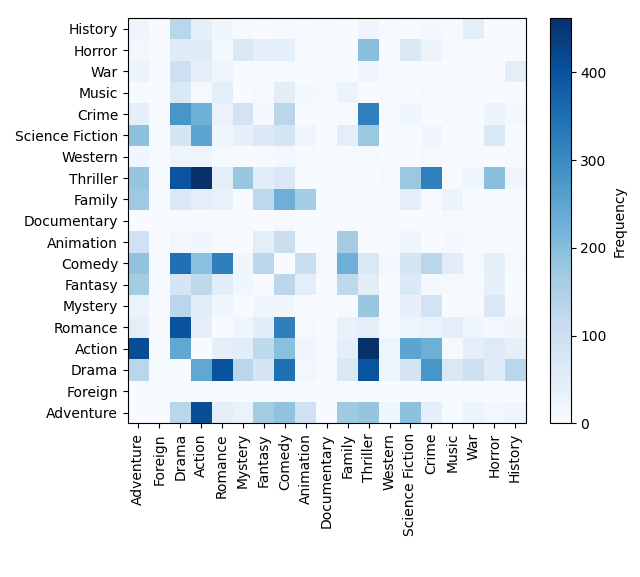 History
Horror
War
Music
Crime
Science Fiction
Western
Thriller
Family
Documentary
Animation
Comedy
Fantasy
Mystery
Romance
Action
Drama
Foreign
Adventure
Adventure
Foreign
Drama
Action
Romance
Mystery
Fantasy
Comedy
Animation
Documentary
Family
Thriller
Western
Science Fiction
Crime
Music
War
Horror
History
400
300
200
100
0
Frequency